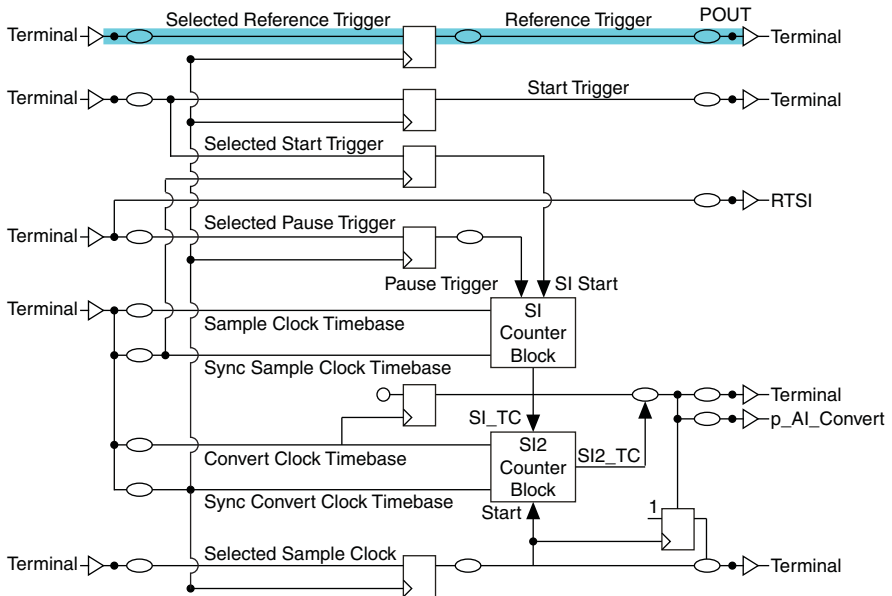 Terminal
Selected Reference Trigger
Reference Trigger
POUT
Terminal
Terminal
Start Trigger
Terminal
Selected Start Trigger
RTSI
Terminal
Selected Pause Trigger
Pause Trigger
SI Start
Terminal
Sample Clock Timebase
SI
Counter
Block
Sync Sample Clock Timebase
Terminal
SI_TC
p_AI_Convert
Convert Clock Timebase
SI2
Counter
Block
SI2_TC
Sync Convert Clock Timebase
Start
1
Terminal
Selected Sample Clock
Terminal